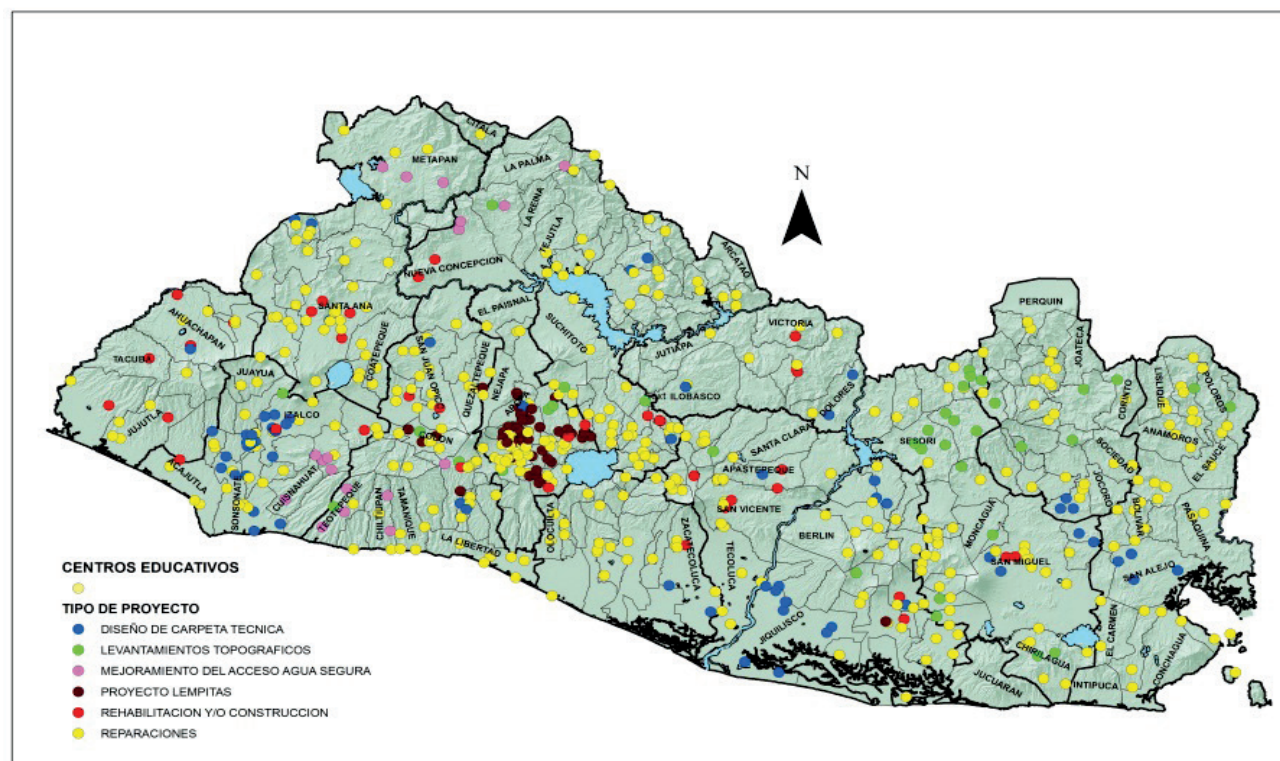 CITALA
METAPAN
LA PALMA
N
LA REINA
TEJUTLA
ARCATAO
NUEVA CONCEPCION
PERQUIN
SANTA ANA
EL PAISNAL
VICTORIA
AHUACHAPAN
SUCHITOTO
JOATECA
COATEPEQUE
SAN JUAN OPICO
JUTIAPA
TACUBA
JUAYUA
QUEZALTEPEQUE
NEJAPA
LISLIQUE
POLOROS
CORINTO
ILOBASCO
DOLORES
JUJUTLA
IZALCO
COLON
SESORI
ANAMOROS
SANTA CLARA
SOCIEDAD
EL SAUCE
ACAJUTLA
APASTEPEQUE
CUISNAHUAT
JOCORO
SONSONATE
TEOTEPEQUE
CHILTIUPAN
TAMANIQUE
SAN VICENTE
MONCAGUA
BOLIVAR
PASAQUINA
LA LIBERTAD
OLOCUILTA
ZACATECOLUCA
BERLIN
TECOLUCA
SAN MIGUEL
SAN ALEJO
JIQUILISCO
EL CARMEN
CHIRILAGUA
CONCHAGUA
JUCUARAN
INTIPUCA
CENTROS EDUCATIVOS
TIPO DE PROYECTO
DISEÑO DE CARPETA TECNICA
LEVANTAMIENTOS TOPOGRAFICOS
MEJORAMIENTO DEL ACCESO AGUA SEGURA
PROYECTO LEMPITAS
REHABILITACION Y/O CONSTRUCCION
REPARACIONES